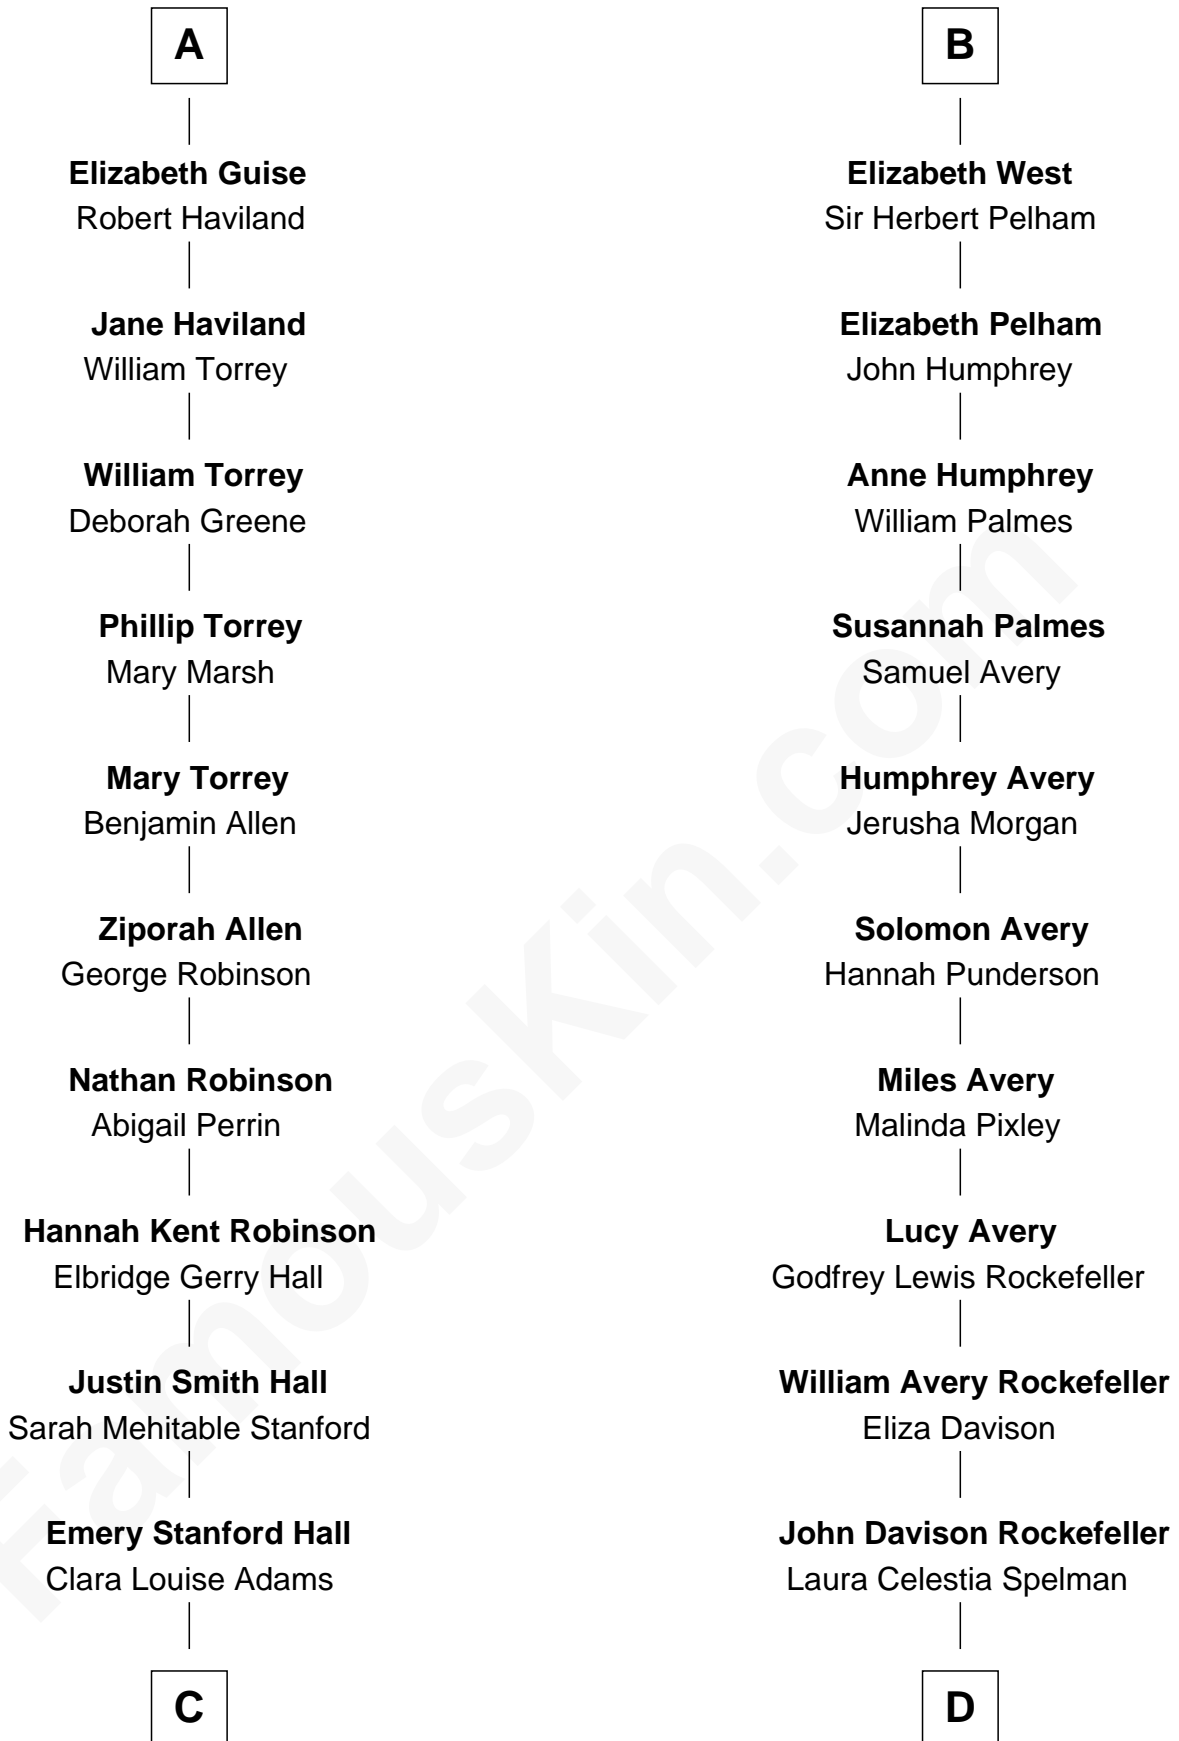 A
Elizabeth Guise
Robert Haviland
Jane Haviland
William Torrey
William Torrey
Deborah Greene
Phillip Torrey
Mary Marsh
Mary Torrey
Benjamin Allen
Ziporah Allen
George Robinson
Nathan Robinson
Abigail Perrin
Hannah Kent Robinson
Elbridge Gerry Hall
Justin Smith Hall
Sarah Mehitable Stanford
Emery Stanford Hall
Clara Louise Adams
C
B
Elizabeth West
Sir Herbert Pelham
Elizabeth Pelham
John Humphrey
Anne Humphrey
William Palmes
Susannah Palmes
Samuel Avery
Humphrey Avery
Jerusha Morgan
Solomon Avery
Hannah Punderson
Miles Avery
Malinda Pixley
Lucy Avery
Godfrey Lewis Rockefeller
William Avery Rockefeller
Eliza Davison
John Davison Rockefeller
Laura Celestia Spelman
D
FamousKin.com